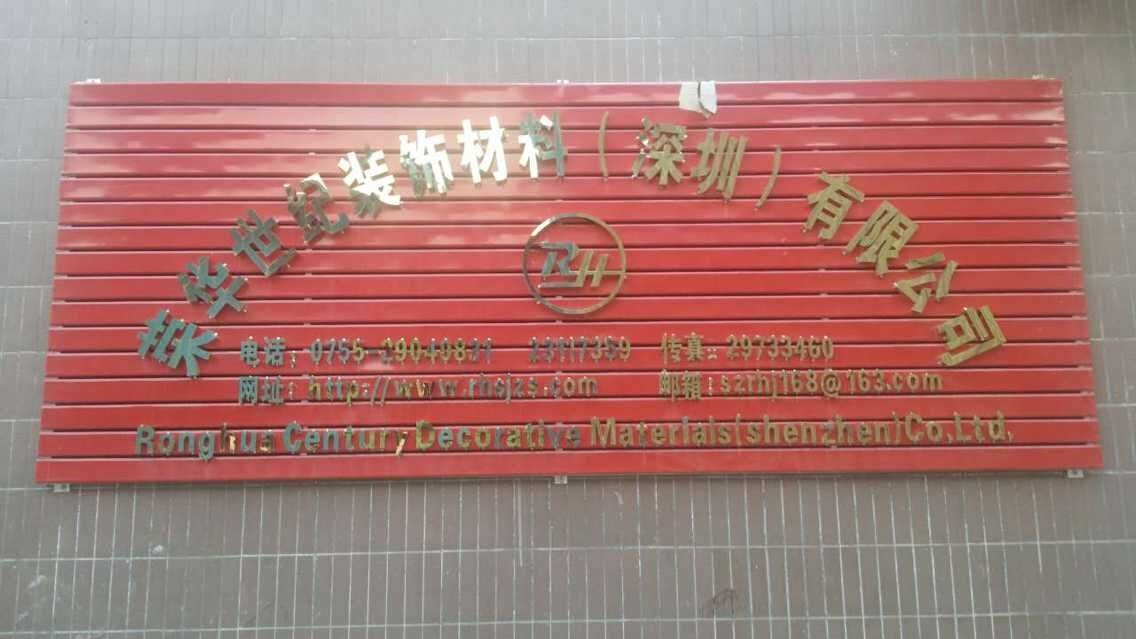 荣华世纪装饰材料（深圳）有限公司
RH
电话：0755-29049831 23117359 传真：29733460
网址：http://www.rhsjzs.com 邮箱：szrhj168@163.com
Ronghua Century Decorative Materials(shenzhen)Co.Ltd.